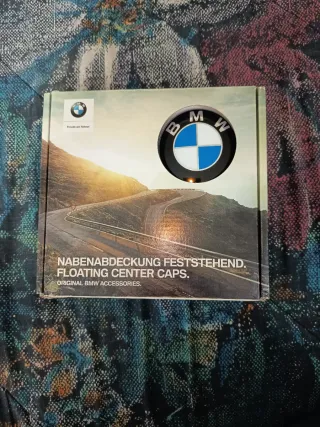 BMW
NABENABDECKUNG FESTSTEHEND.
FLOATING CENTER CAPS.
ORIGINAL BMW ACCESSORIES.